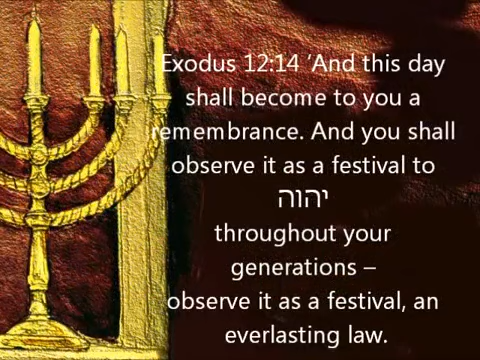 Exodus 12:14 ‘And this day
shall become to you a
remembrance. And you shall
observe it as a festival to
יהוה
throughout your
generations –
observe it as a festival, an
everlasting law.